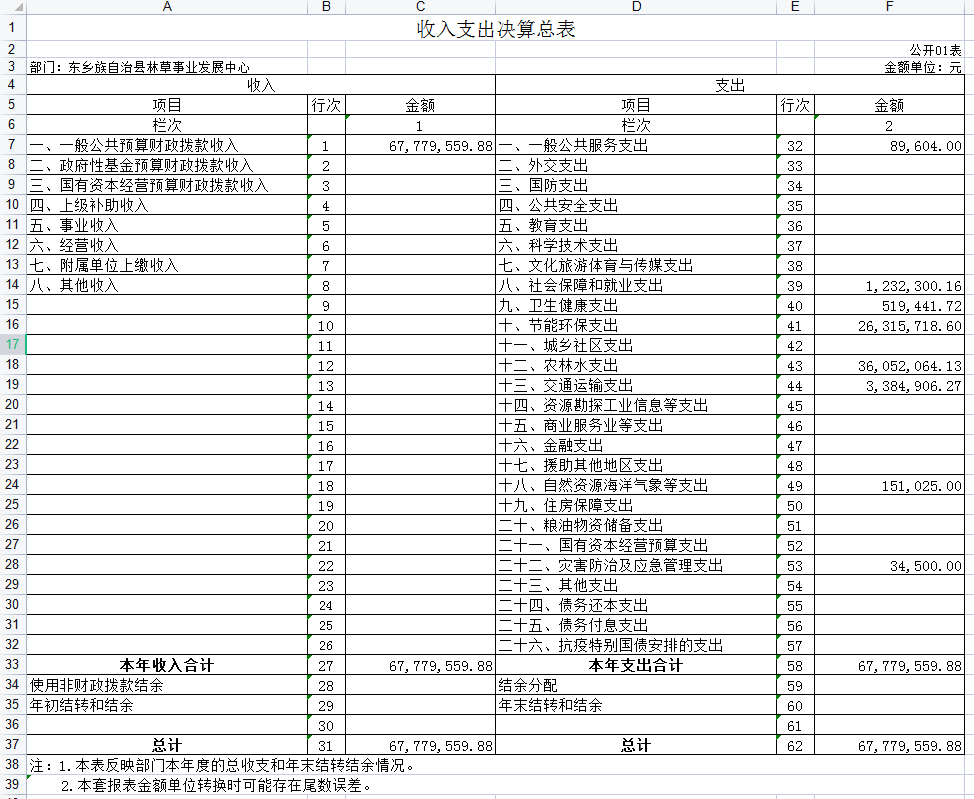 A B C D E F
1 收入支出决算总表
2 公开01表
3 部门：东乡族自治县林草事业发展中心 金额单位：元
4 收入 支出
5 项目 行次 金额 项目 行次 金额
6 栏次 1 栏次 2
7 一、一般公共预算财政拨款收入 1 67,779,559.88 一、一般公共服务支出 32 89,604.00
8 二、政府性基金预算财政拨款收入 2 二、外交支出 33
9 三、国有资本经营预算财政拨款收入 3 三、国防支出 34
10 四、上级补助收入 4 四、公共安全支出 35
11 五、事业收入 5 五、教育支出 36
12 六、经营收入 6 六、科学技术支出 37
13 七、附属单位上缴收入 7 七、文化旅游体育与传媒支出 38
14 八、其他收入 8 八、社会保障和就业支出 39 1,232,300.16
15 9 九、卫生健康支出 40 519,441.72
16 10 十、节能环保支出 41 26,315,718.60
17 11 十一、城乡社区支出 42
18 12 十二、农林水支出 43 36,052,064.13
19 13 十三、交通运输支出 44 3,384,906.27
20 14 十四、资源勘探工业信息等支出 45
21 15 十五、商业服务业等支出 46
22 16 十六、金融支出 47
23 17 十七、援助其他地区支出 48
24 18 十八、自然资源海洋气象等支出 49 151,025.00
25 19 十九、住房保障支出 50
26 20 二十、粮油物资储备支出 51
27 21 二十一、国有资本经营预算支出 52
28 22 二十二、灾害防治及应急管理支出 53 34,500.00
29 23 二十三、其他支出 54
30 24 二十四、债务还本支出 55
31 25 二十五、债务付息支出 56
32 26 二十六、抗疫特别国债安排的支出 57
33 本年收入合计 27 67,779,559.88 本年支出合计 58 67,779,559.88
34 使用非财政拨款结余 28 结余分配 59
35 年初结转和结余 29 年末结转和结余 60
36 30 61
37 总计 31 67,779,559.88 总计 62 67,779,559.88
38 注：1.本表反映部门本年度的总收支和年末结转结余情况。
39 2.本套报表金额单位转换时可能存在尾数误差。